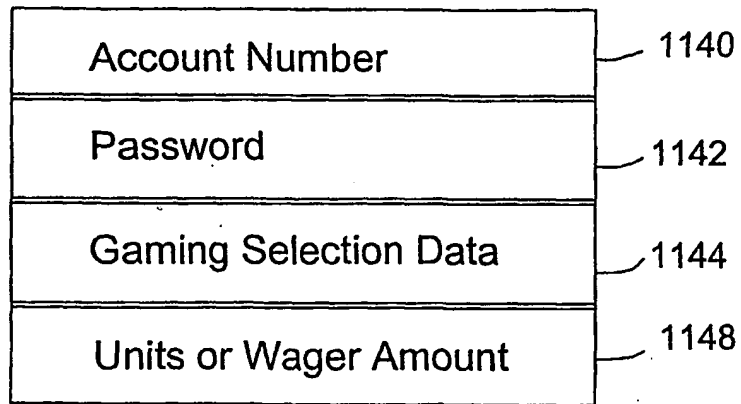 Account Number 1140
Password 1142
Gaming Selection Data 1144
Units or Wager Amount 1148